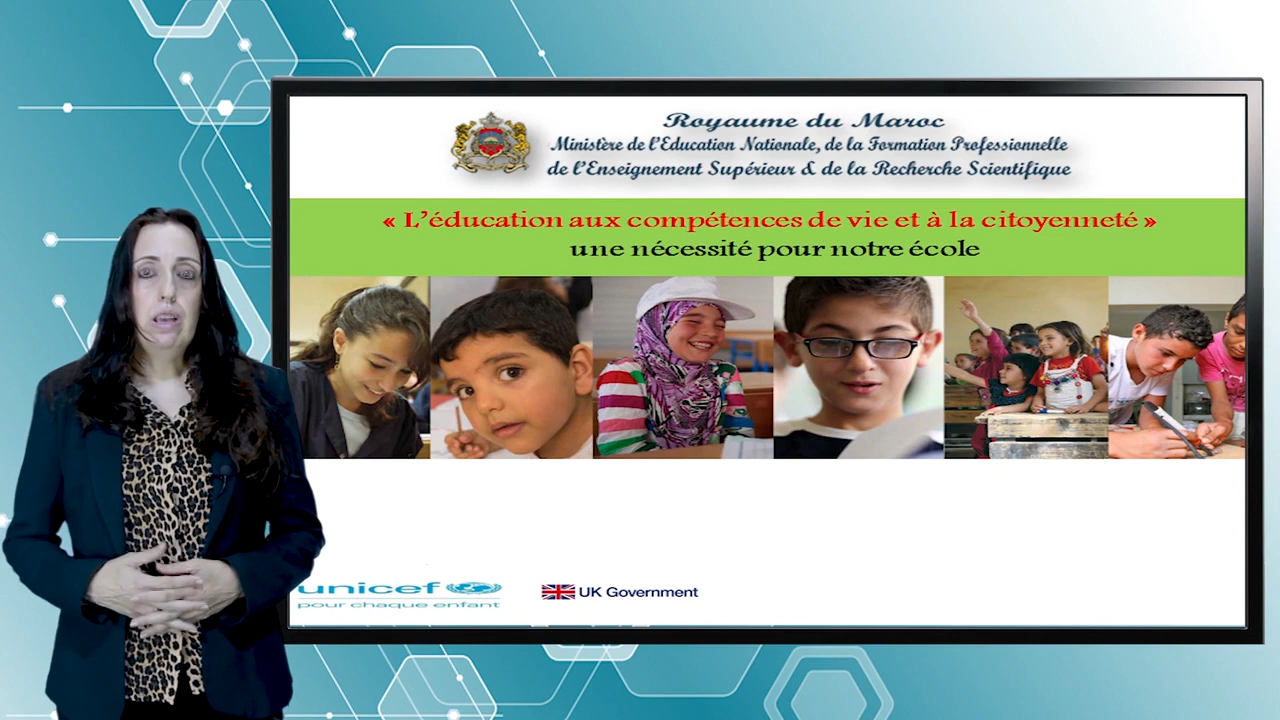 Royaume du Maroc
Ministère de l'Education Nationale, de la Formation Professionnelle
de l'Enseignement Supérieur & de la Recherche Scientifique
« L'éducation aux compétences de vie et à la citoyenneté »
une nécessité pour notre école
unicef
pour chaque enfant
UK Government